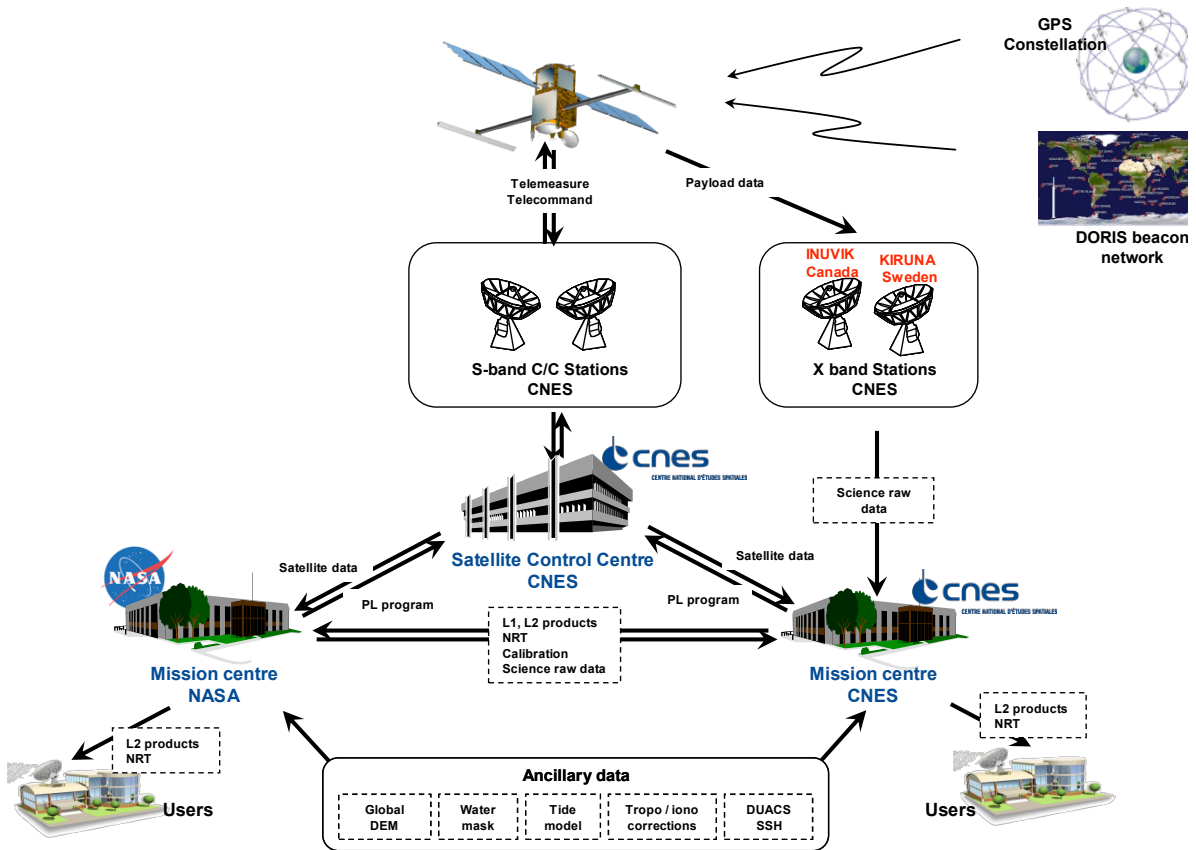 GPS
Constellation
DORIS beacon
network
Telemeasure
Telecommand
Payload data
INUVIK
Canada
KIRUNA
Sweden
S-band C/C Stations
CNES
X band Stations
CNES
cnes
CENTRE NATIONAL D'ÉTUDES SPATIALES
Science raw
data
Satellite Control Centre
CNES
Satellite data
PL program
Satellite data
PL program
NASA
cnes
CENTRE NATIONAL D'ÉTUDES SPATIALES
L1, L2 products
NRT
Calibration
Science raw data
Mission centre
NASA
Mission centre
CNES
L2 products
NRT
Users
L2 products
NRT
Users
Ancillary data
Global
DEM
Water
mask
Tide
model
Tropo / iono
corrections
DUACS
SSH